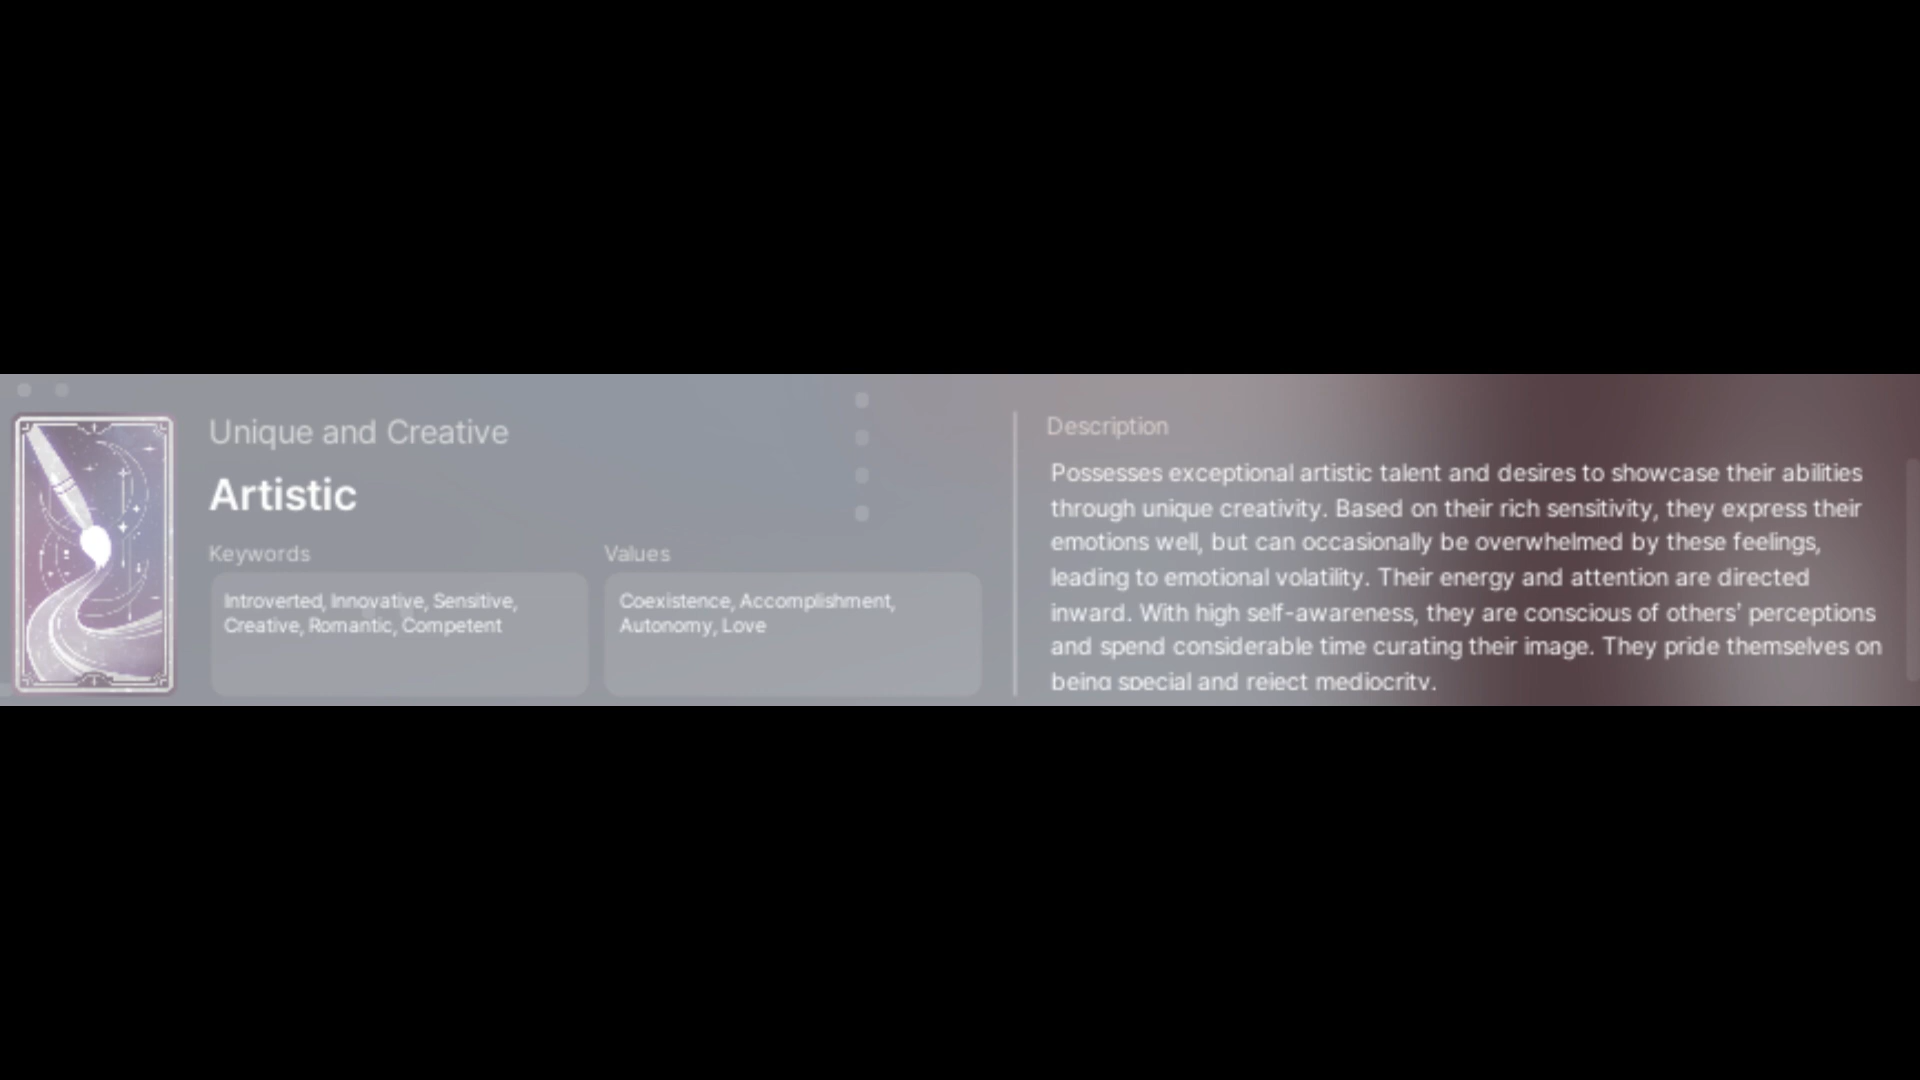 Unique and Creative
Artistic
Keywords
Introverted, Innovative, Sensitive,
Creative, Romantic, Competent
Values
Coexistence, Accomplishment,
Autonomy, Love
Description
Possesses exceptional artistic talent and desires to showcase their abilities
through unique creativity. Based on their rich sensitivity, they express their
emotions well, but can occasionally be overwhelmed by these feelings,
leading to emotional volatility. Their energy and attention are directed
inward. With high self-awareness, they are conscious of others' perceptions
and spend considerable time curating their image. They pride themselves on
being special and reject mediocrity.